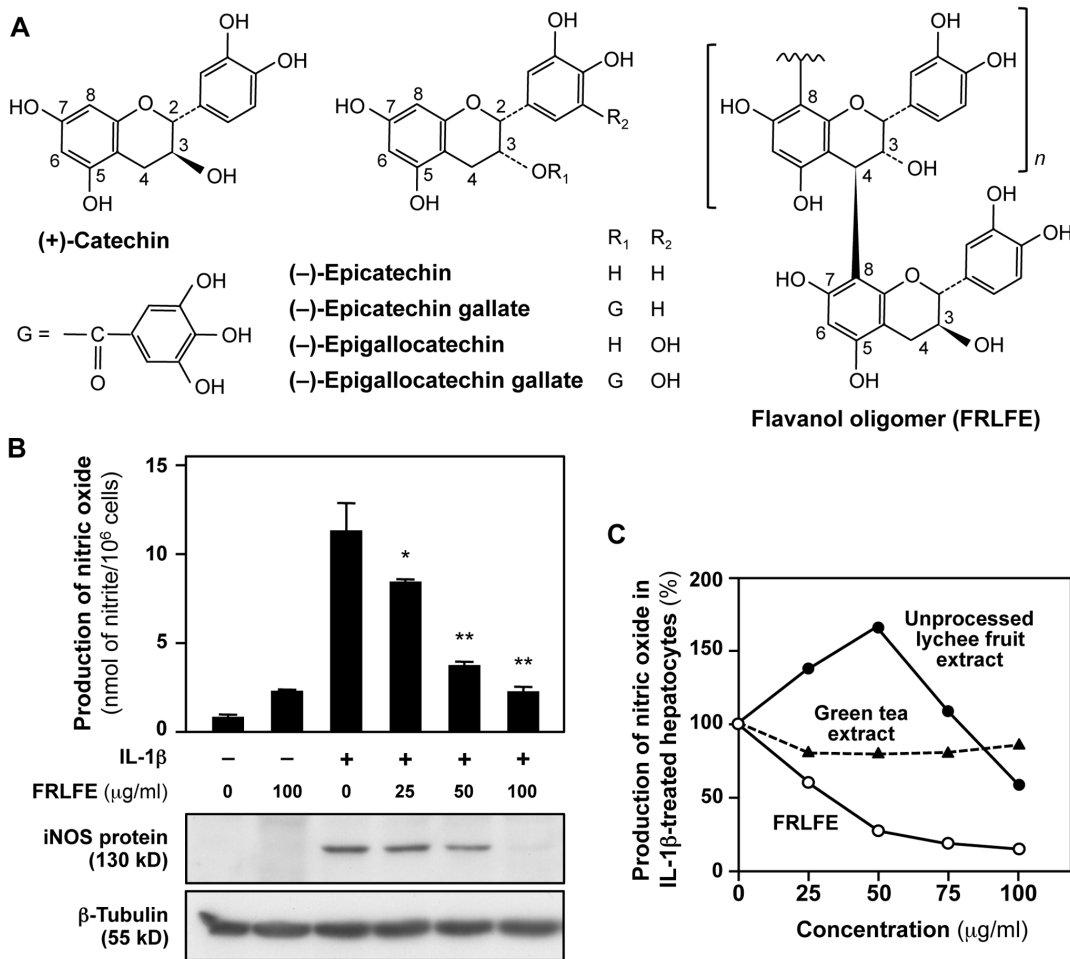 A
OH
OH
HO
7
8
O
2
3
4
5
6
OH
OH
(+)-Catechin
OH
OH
R2
HO
7
8
O
2
3
4
5
6
OR1
OH
R1 R2
(–)-Epicatechin H H
(–)-Epicatechin gallate G H
(–)-Epigallocatechin H OH
(–)-Epigallocatechin gallate G OH
G =
C
O
OH
OH
OH
OH
OH
HO
8
O
3
4
OH
OH
n
OH
OH
HO
7
8
O
3
4
5
6
OH
OH
Flavanol oligomer (FRLFE)
B
Production of nitric oxide
(nmol of nitrite/10⁶ cells)
15
10
5
0
*
**
**
IL-1β – – + + + +
FRLFE (μg/ml) 0 100 0 25 50 100
iNOS protein
(130 kD)
β-Tubulin
(55 kD)
C
Production of nitric oxide in
IL-1β-treated hepatocytes (%)
200
150
100
50
0
Unprocessed
lychee fruit
extract
Green tea
extract
FRLFE
0 25 50 75 100
Concentration (μg/ml)